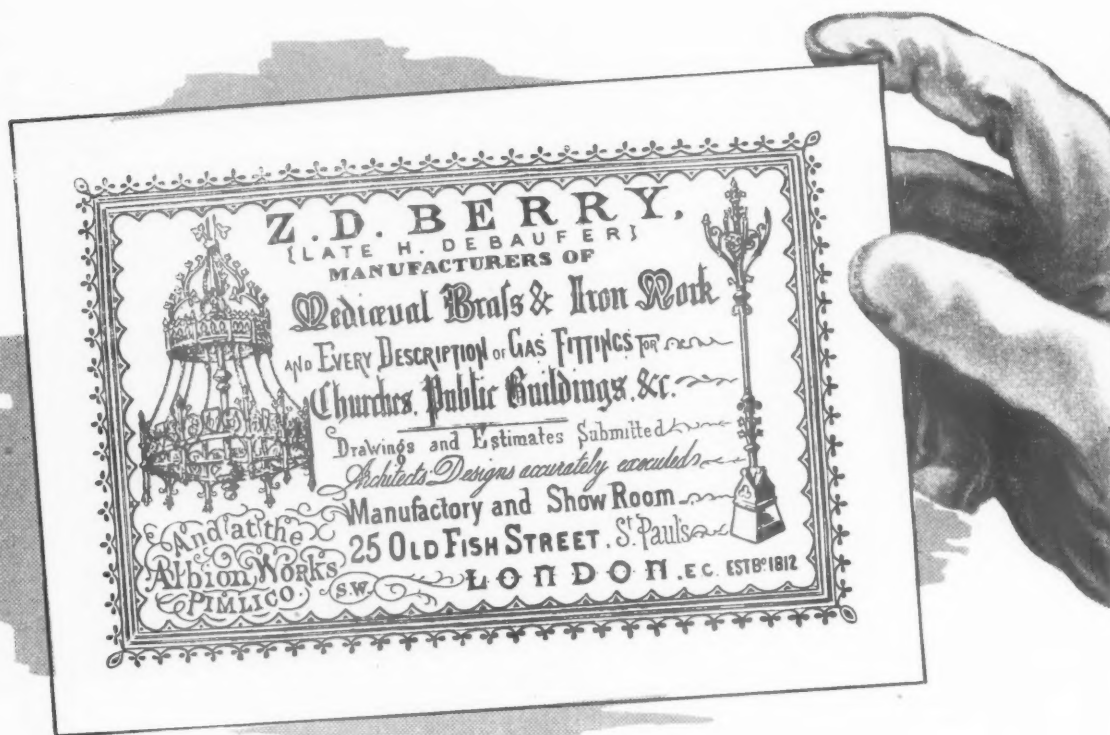 Z. D. BERRY,
{LATE H. DEBAUFER}
MANUFACTURERS OF
Mediæval Braſs & Iron Work
AND EVERY DESCRIPTION OF GAS FITTINGS FOR
Churches, Public Buildings, &c.
Drawings and Estimates Submitted
Architects Designs accurately executed
Manufactory and Show Room
25 OLD FISH STREET. St. Paul's
LONDON. E.C. ESTBD. 1812
And at the
Albion Works
PIMLICO. S.W.